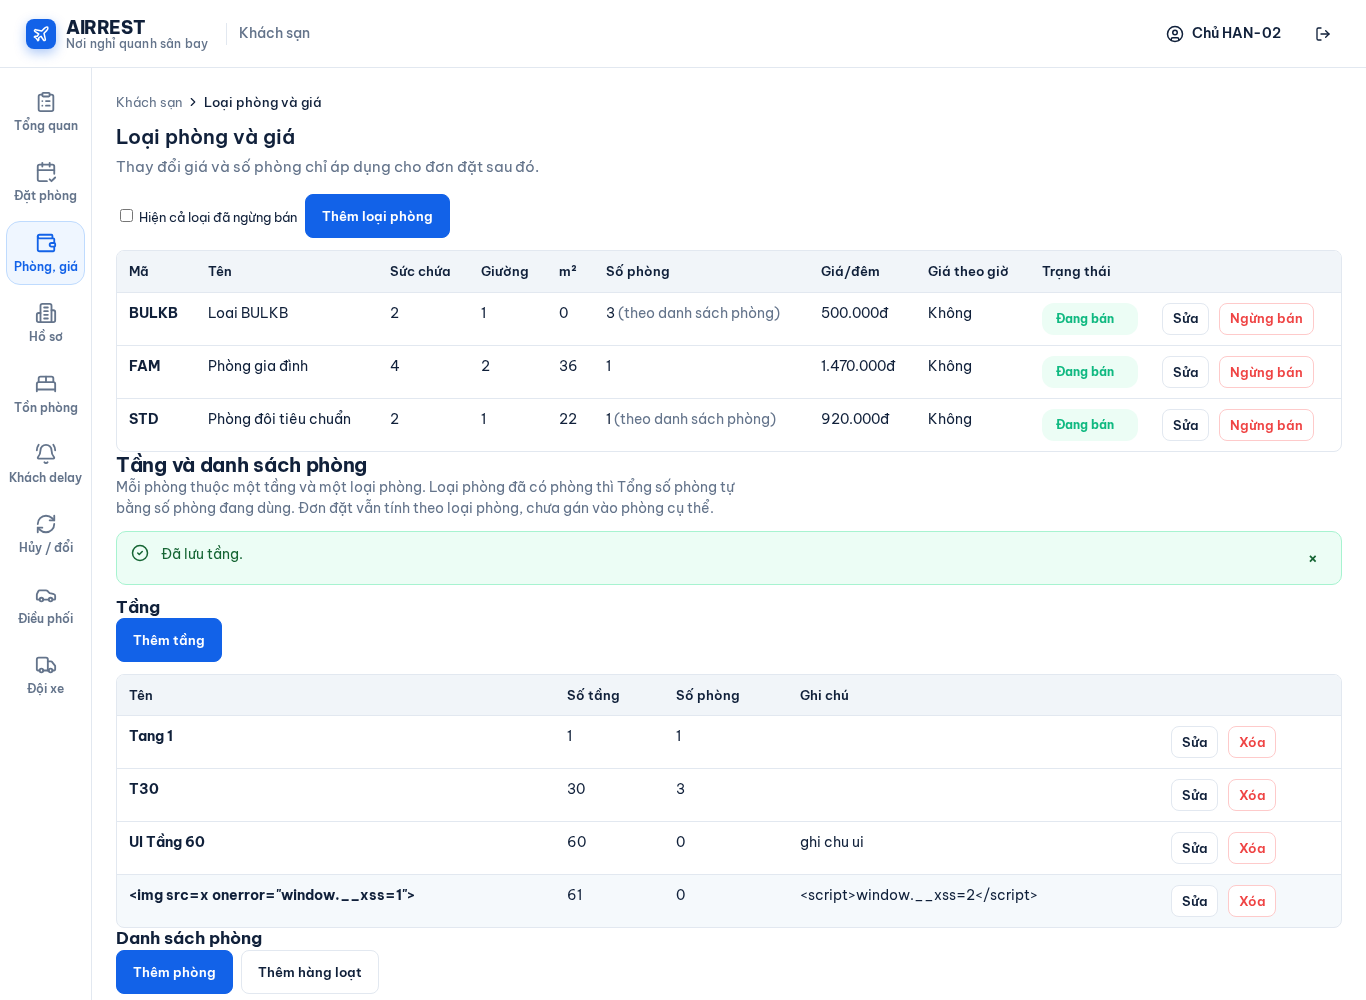 AIRREST
Nơi nghỉ quanh sân bay
Khách sạn
Chủ HAN-02
Tổng quan
Đặt phòng
Phòng, giá
Hồ sơ
Tồn phòng
Khách delay
Hủy / đổi
Điều phối
Đội xe
Khách sạn > Loại phòng và giá
Loại phòng và giá
Thay đổi giá và số phòng chỉ áp dụng cho đơn đặt sau đó.
Hiện cả loại đã ngừng bán Thêm loại phòng
Mã Tên Sức chứa Giường m² Số phòng Giá/đêm Giá theo giờ Trạng thái
BULKB Loai BULKB 2 1 0 3 (theo danh sách phòng) 500.000đ Không Đang bán Sửa Ngừng bán
FAM Phòng gia đình 4 2 36 1 1.470.000đ Không Đang bán Sửa Ngừng bán
STD Phòng đôi tiêu chuẩn 2 1 22 1 (theo danh sách phòng) 920.000đ Không Đang bán Sửa Ngừng bán
Tầng và danh sách phòng
Mỗi phòng thuộc một tầng và một loại phòng. Loại phòng đã có phòng thì Tổng số phòng tự
bằng số phòng đang dùng. Đơn đặt vẫn tính theo loại phòng, chưa gán vào phòng cụ thể.
Đã lưu tầng. ×
Tầng
Thêm tầng
Tên Số tầng Số phòng Ghi chú
Tang 1 1 1 Sửa Xóa
T30 30 3 Sửa Xóa
UI Tầng 60 60 0 ghi chu ui Sửa Xóa
<img src=x onerror="window.__xss=1"> 61 0 <script>window.__xss=2</script> Sửa Xóa
Danh sách phòng
Thêm phòng Thêm hàng loạt